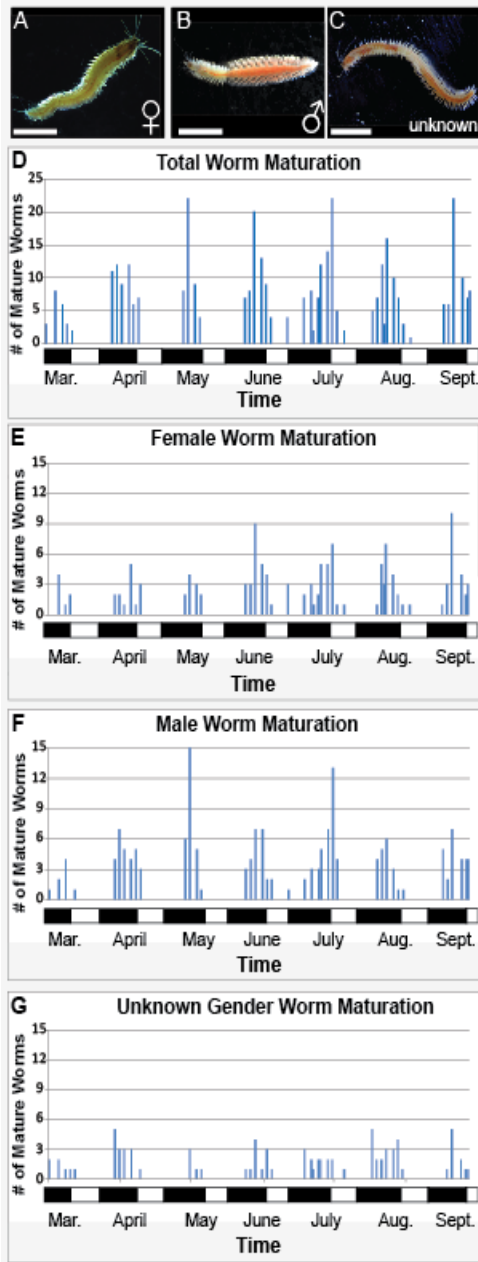 A B C
♀ ♂ unknown
D Total Worm Maturation
# of Mature Worms
25
20
15
10
5
0
Mar. April May June July Aug. Sept.
Time
E Female Worm Maturation
# of Mature Worms
15
12
9
6
3
0
Mar. April May June July Aug. Sept.
Time
F Male Worm Maturation
# of Mature Worms
15
12
9
6
3
0
Mar. April May June July Aug. Sept.
Time
G Unknown Gender Worm Maturation
# of Mature Worms
15
12
9
6
3
0
Mar. April May June July Aug. Sept.
Time